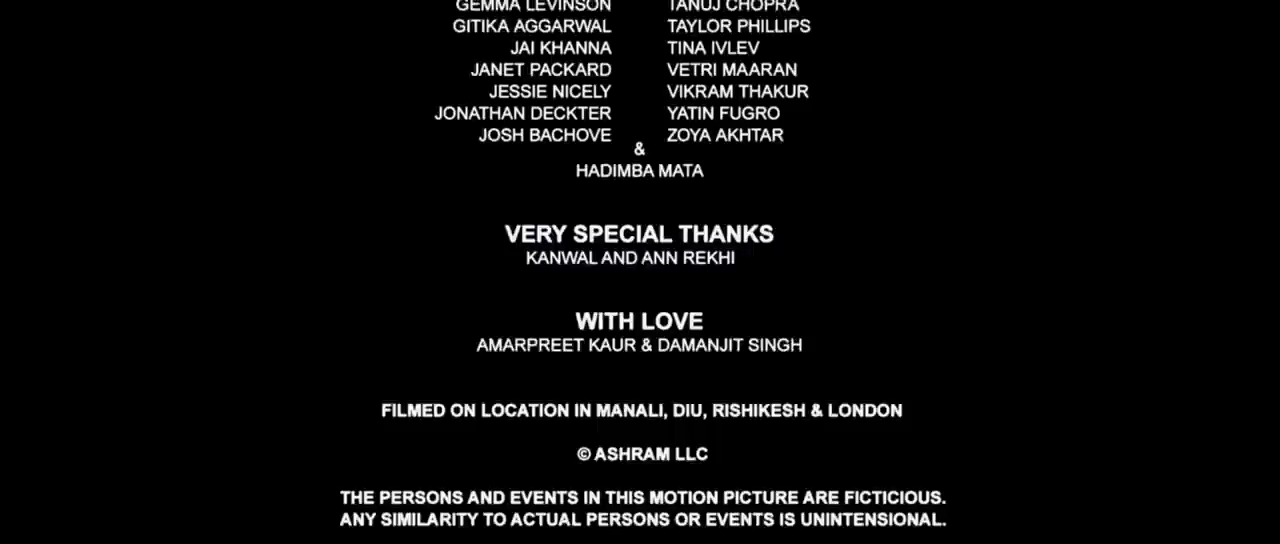 GEMMA LEVINSON TANUJ CHOPRA
GITIKA AGGARWAL TAYLOR PHILLIPS
JAI KHANNA TINA IVLEV
JANET PACKARD VETRI MAARAN
JESSIE NICELY VIKRAM THAKUR
JONATHAN DECKTER YATIN FUGRO
JOSH BACHOVE ZOYA AKHTAR
&
HADIMBA MATA
VERY SPECIAL THANKS
KANWAL AND ANN REKHI
WITH LOVE
AMARPREET KAUR & DAMANJIT SINGH
FILMED ON LOCATION IN MANALI, DIU, RISHIKESH & LONDON
© ASHRAM LLC
THE PERSONS AND EVENTS IN THIS MOTION PICTURE ARE FICTICIOUS.
ANY SIMILARITY TO ACTUAL PERSONS OR EVENTS IS UNINTENSIONAL.